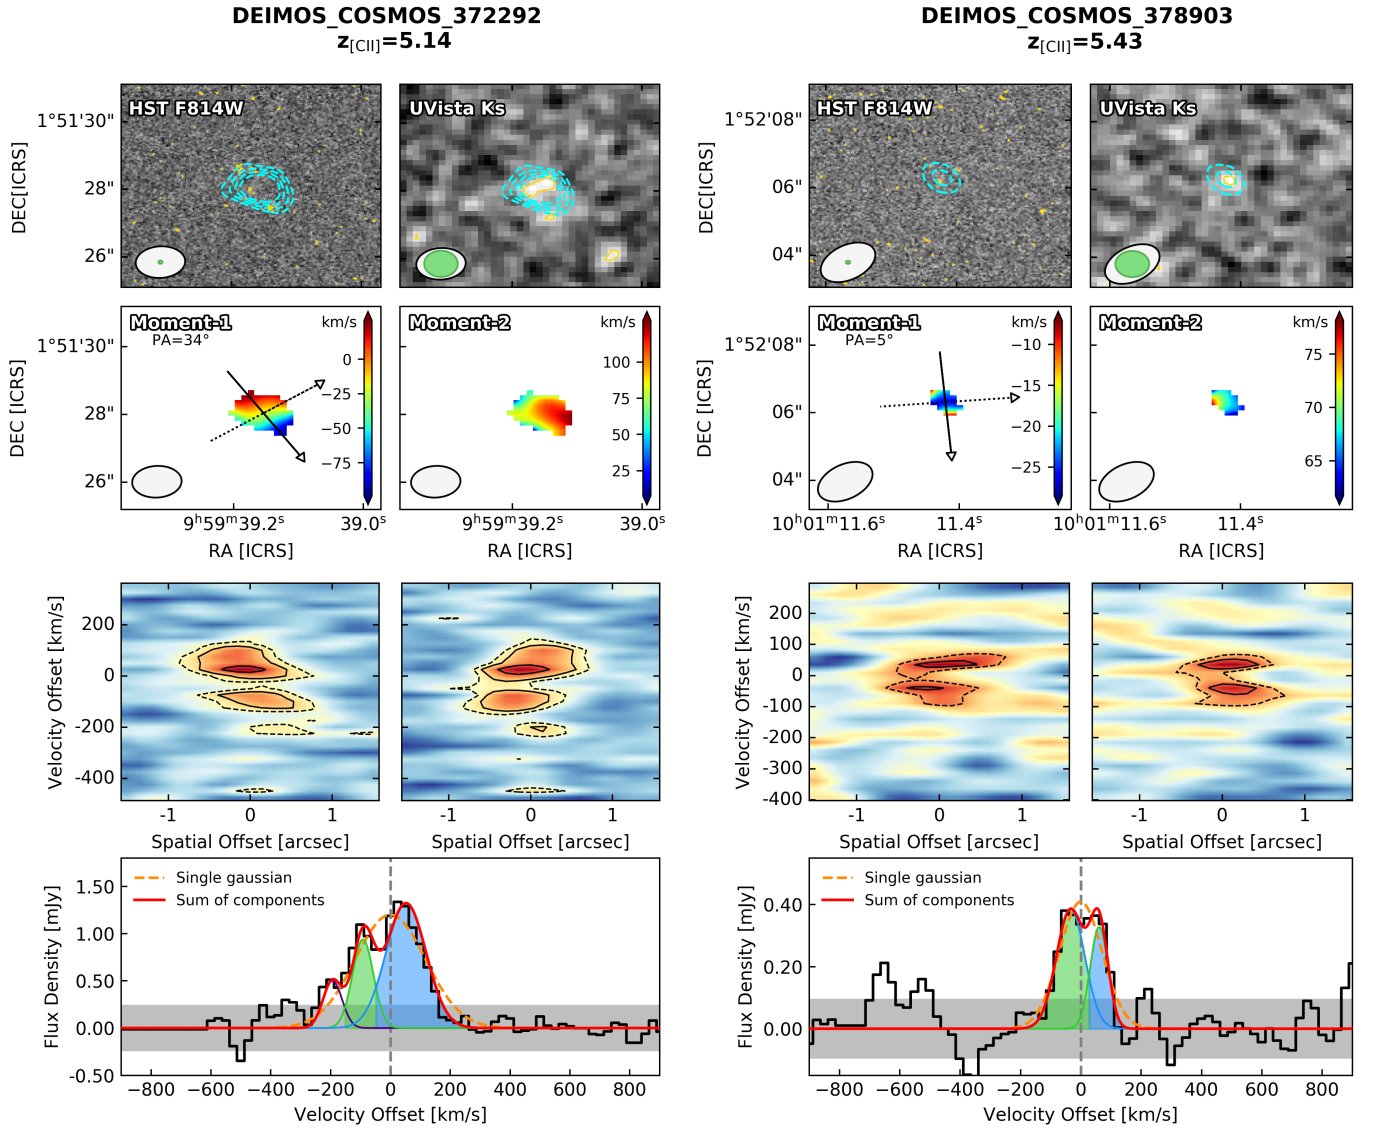 DEIMOS_COSMOS_372292
z[CII]=5.14
HST F814W
UVista Ks
DEC[ICRS]
1°51'30"
28"
26"
Moment-1
PA=34°
km/s
0
−25
−50
−75
Moment-2
km/s
100
75
50
25
DEC [ICRS]
1°51'30"
28"
26"
9h59m39.2s
39.0s
9h59m39.2s
39.0s
RA [ICRS]
RA [ICRS]
Velocity Offset [km/s]
200
0
-200
-400
-1
0
1
-1
0
1
Spatial Offset [arcsec]
Spatial Offset [arcsec]
Flux Density [mJy]
1.50
1.00
0.50
0.00
-0.50
Single gaussian
Sum of components
−800
−600
−400
−200
0
200
400
600
800
Velocity Offset [km/s]
DEIMOS_COSMOS_378903
z[CII]=5.43
HST F814W
UVista Ks
DEC[ICRS]
1°52'08"
06"
04"
Moment-1
PA=5°
km/s
−10
−15
−20
−25
Moment-2
km/s
75
70
65
DEC [ICRS]
1°52'08"
06"
04"
10h01m11.6s
11.4s
10h01m11.6s
11.4s
RA [ICRS]
RA [ICRS]
Velocity Offset [km/s]
200
100
0
-100
-200
-300
-400
-1
0
1
-1
0
1
Spatial Offset [arcsec]
Spatial Offset [arcsec]
Flux Density [mJy]
0.40
0.20
0.00
Single gaussian
Sum of components
−800
−600
−400
−200
0
200
400
600
800
Velocity Offset [km/s]